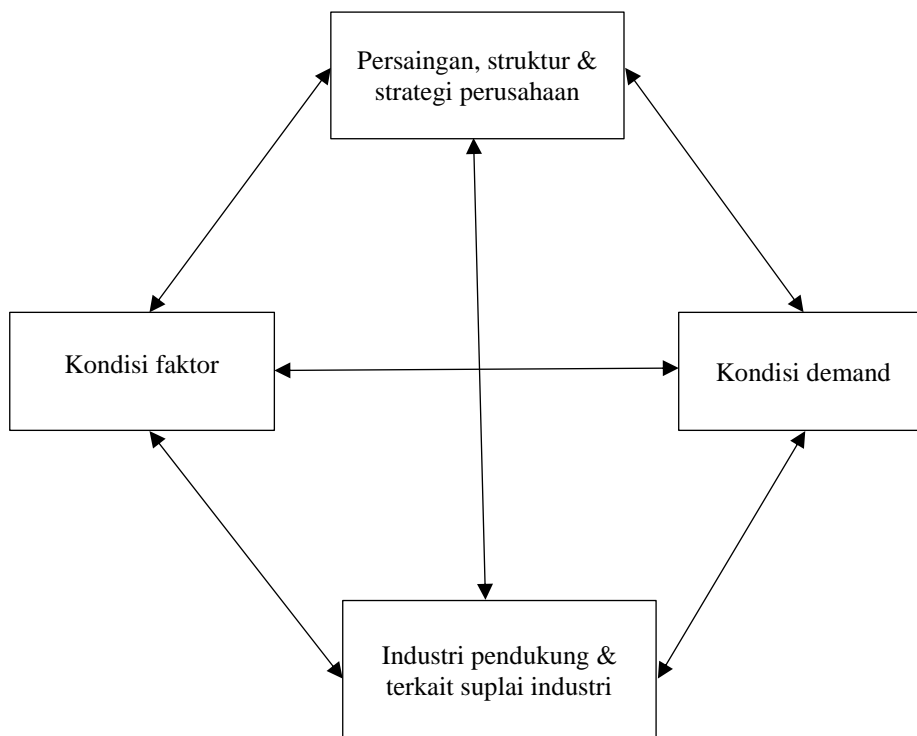 Persaingan, struktur &
strategi perusahaan
Kondisi faktor
Kondisi demand
Industri pendukung &
terkait suplai industri